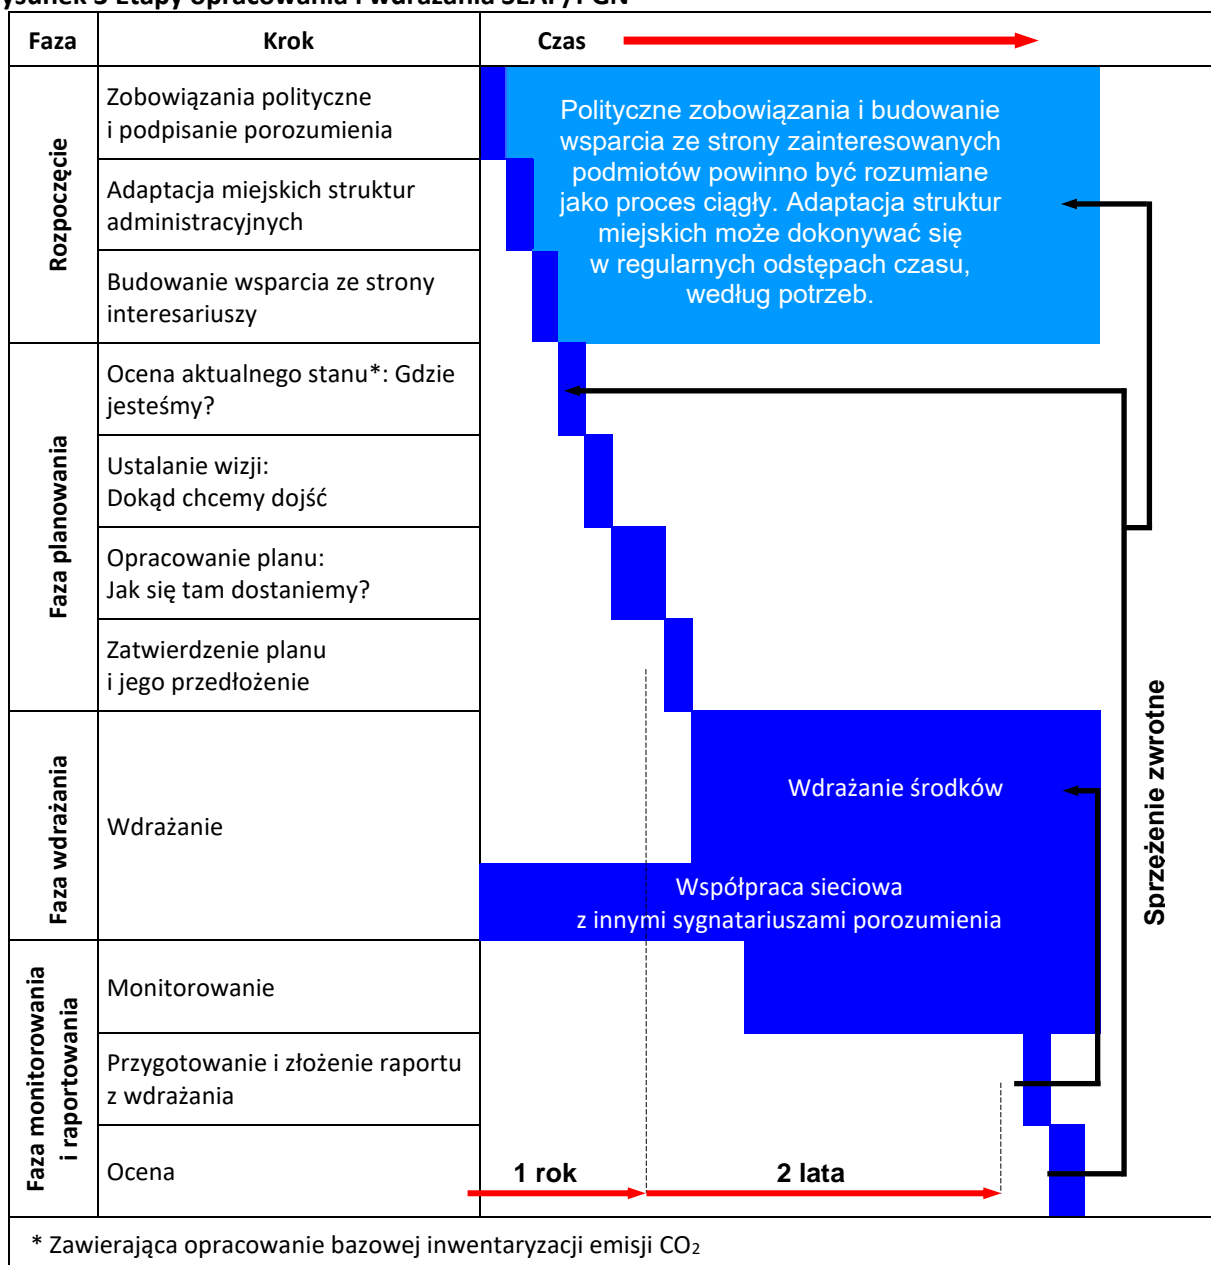 Rysunek 3 Etapy opracowania i wdrażania SEAP/PGN
Faza
Krok
Czas
Rozpoczęcie
Zobowiązania polityczne
i podpisanie porozumienia
Adaptacja miejskich struktur
administracyjnych
Budowanie wsparcia ze strony
interesariuszy
Polityczne zobowiązania i budowanie
wsparcia ze strony zainteresowanych
podmiotów powinno być rozumiane
jako proces ciągły. Adaptacja struktur
miejskich może dokonywać się
w regularnych odstępach czasu,
według potrzeb.
Faza planowania
Ocena aktualnego stanu*: Gdzie
jesteśmy?
Ustalanie wizji:
Dokąd chcemy dojść
Opracowanie planu:
Jak się tam dostaniemy?
Zatwierdzenie planu
i jego przedłożenie
Faza wdrażania
Wdrażanie
Wdrażanie środków
Współpraca sieciowa
z innymi sygnatariuszami porozumienia
Sprzężenie zwrotne
Faza monitorowania
i raportowania
Monitorowanie
Przygotowanie i złożenie raportu
z wdrażania
Ocena
1 rok
2 lata
* Zawierająca opracowanie bazowej inwentaryzacji emisji CO₂